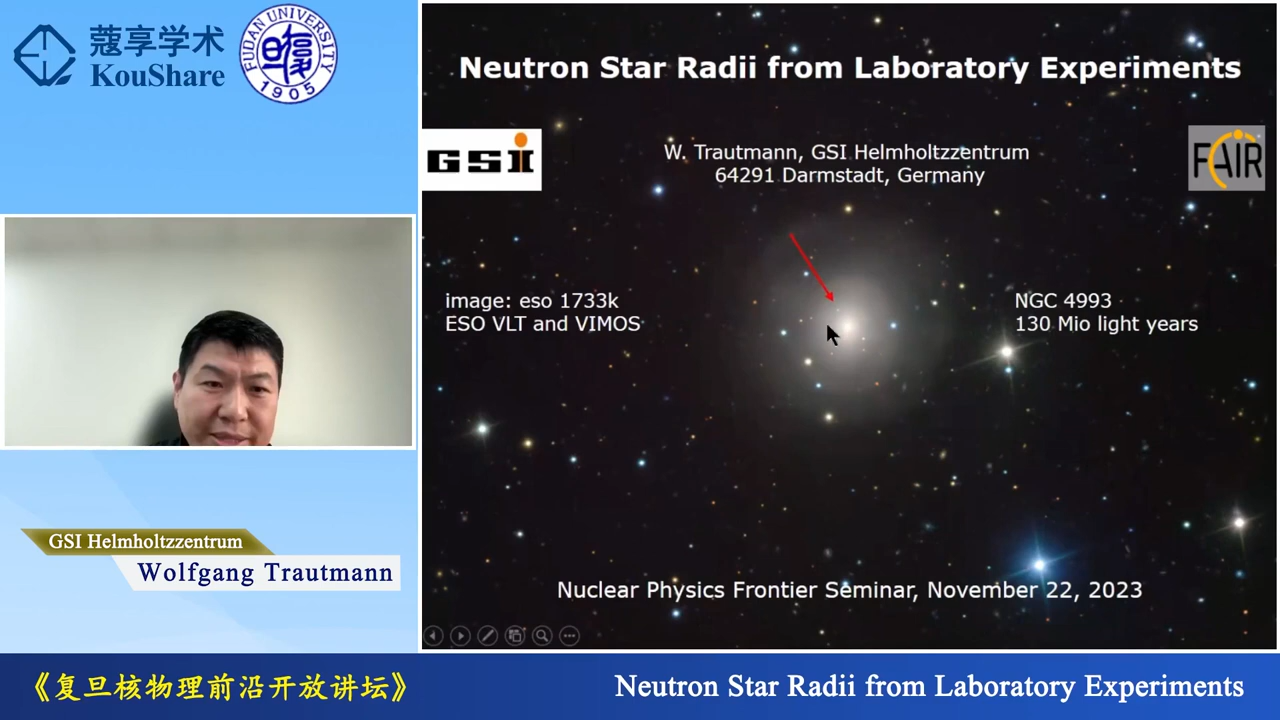 蔻享学术
KouShare
FUDAN UNIVERSITY
1905
GSI Helmholtzzentrum
Wolfgang Trautmann
Neutron Star Radii from Laboratory Experiments
GSI
FAIR
W. Trautmann, GSI Helmholtzzentrum
64291 Darmstadt, Germany
image: eso 1733k
ESO VLT and VIMOS
NGC 4993
130 Mio light years
Nuclear Physics Frontier Seminar, November 22, 2023
《复旦核物理前沿开放讲坛》
Neutron Star Radii from Laboratory Experiments